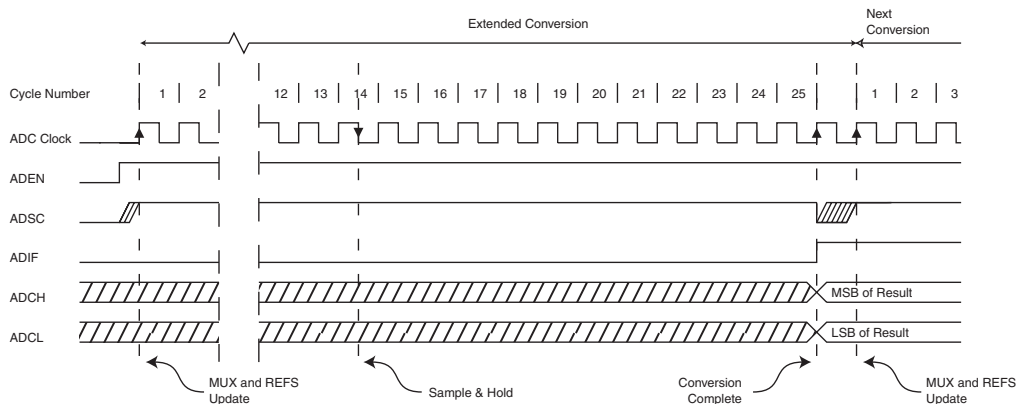 Extended Conversion
Next
Conversion
Cycle Number 1 2 12 13 14 15 16 17 18 19 20 21 22 23 24 25 1 2 3
ADC Clock
ADEN
ADSC
ADIF
ADCH MSB of Result
ADCL LSB of Result
MUX and REFS
Update
Sample & Hold
Conversion
Complete
MUX and REFS
Update